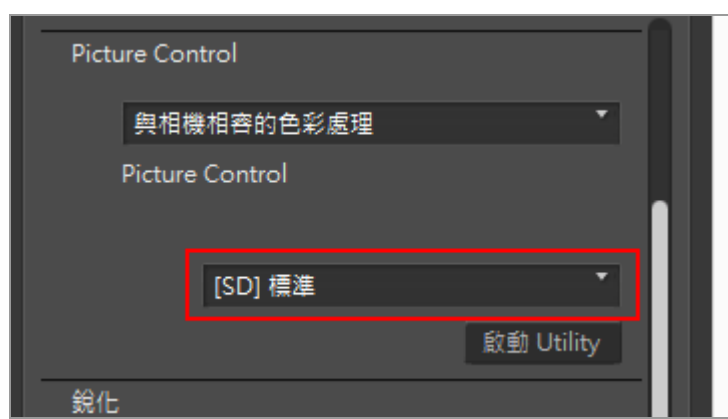 Picture Control
與相機相容的色彩處理
Picture Control
[SD] 標準
啟動 Utility
銳化